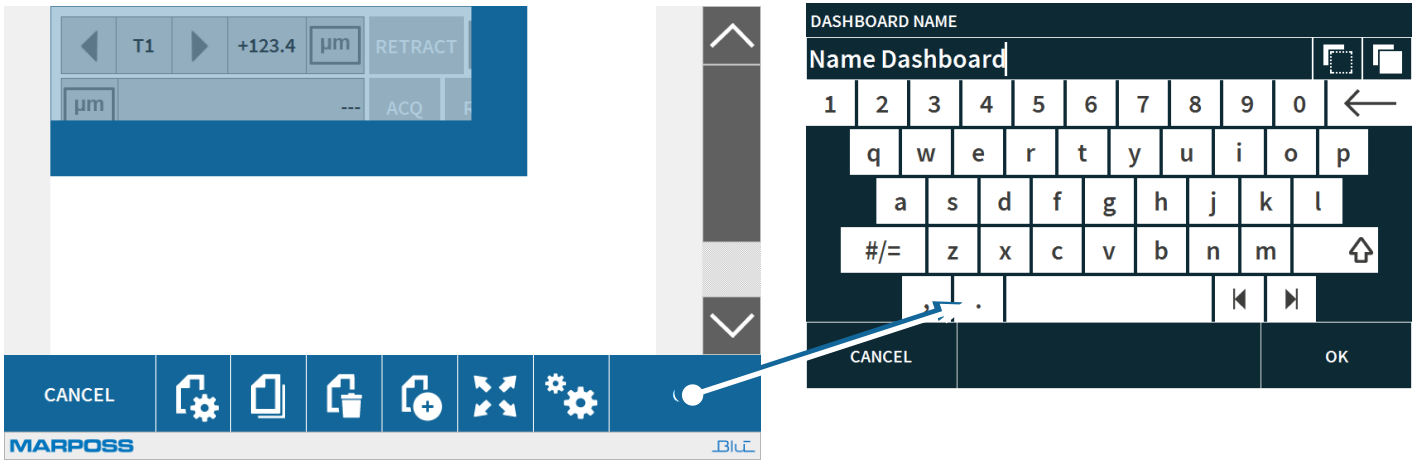 T1 +123.4 µm RETRACT
µm --- ACQ
CANCEL
MARPOSS
Blú
DASHBOARD NAME
Name Dashboard
1 2 3 4 5 6 7 8 9 0
q w e r t y u i o p
a s d f g h j k l
#/= z x c v b n m
, .
CANCEL OK